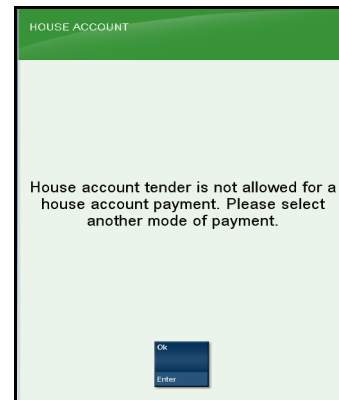 HOUSE ACCOUNT
House account tender is not allowed for a
house account payment. Please select
another mode of payment.
Ok
Enter